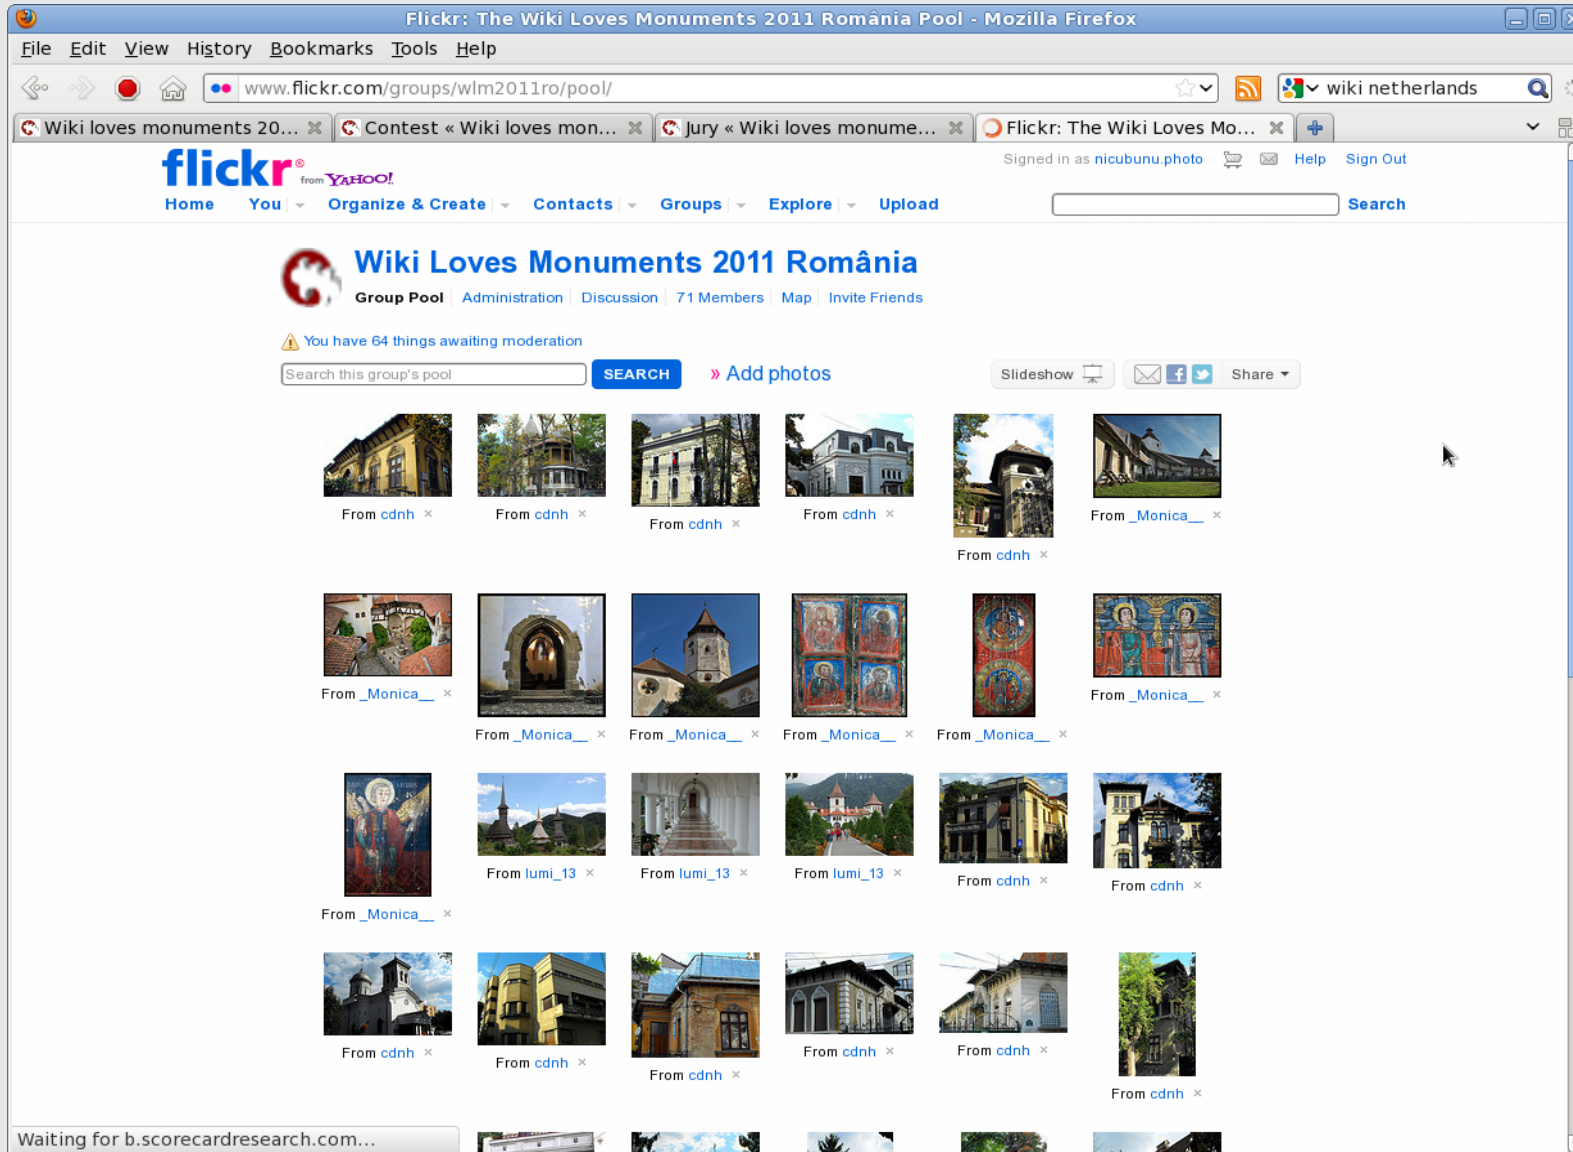 Flickr: The Wiki Loves Monuments 2011 România Pool - Mozilla Firefox
File Edit View History Bookmarks Tools Help
www.flickr.com/groups/wlm2011ro/pool/
wiki netherlands
Wiki loves monuments 20...
Contest « Wiki loves mon...
Jury « Wiki loves monume...
Flickr: The Wiki Loves Mo...
flickr® from YAHOO!
Signed in as nicubunu.photo Help Sign Out
Home You Organize & Create Contacts Groups Explore Upload Search
Wiki Loves Monuments 2011 România
Group Pool Administration Discussion 71 Members Map Invite Friends
You have 64 things awaiting moderation
Search this group's pool SEARCH » Add photos Slideshow Share
From cdnh × From cdnh × From cdnh × From cdnh × From cdnh × From _Monica__ ×
From _Monica__ × From _Monica__ × From _Monica__ × From _Monica__ × From _Monica__ × From _Monica__ ×
From _Monica__ × From lumi_13 × From lumi_13 × From lumi_13 × From cdnh × From cdnh ×
From cdnh × From cdnh × From cdnh × From cdnh × From cdnh × From cdnh ×
Waiting for b.scorecardresearch.com...